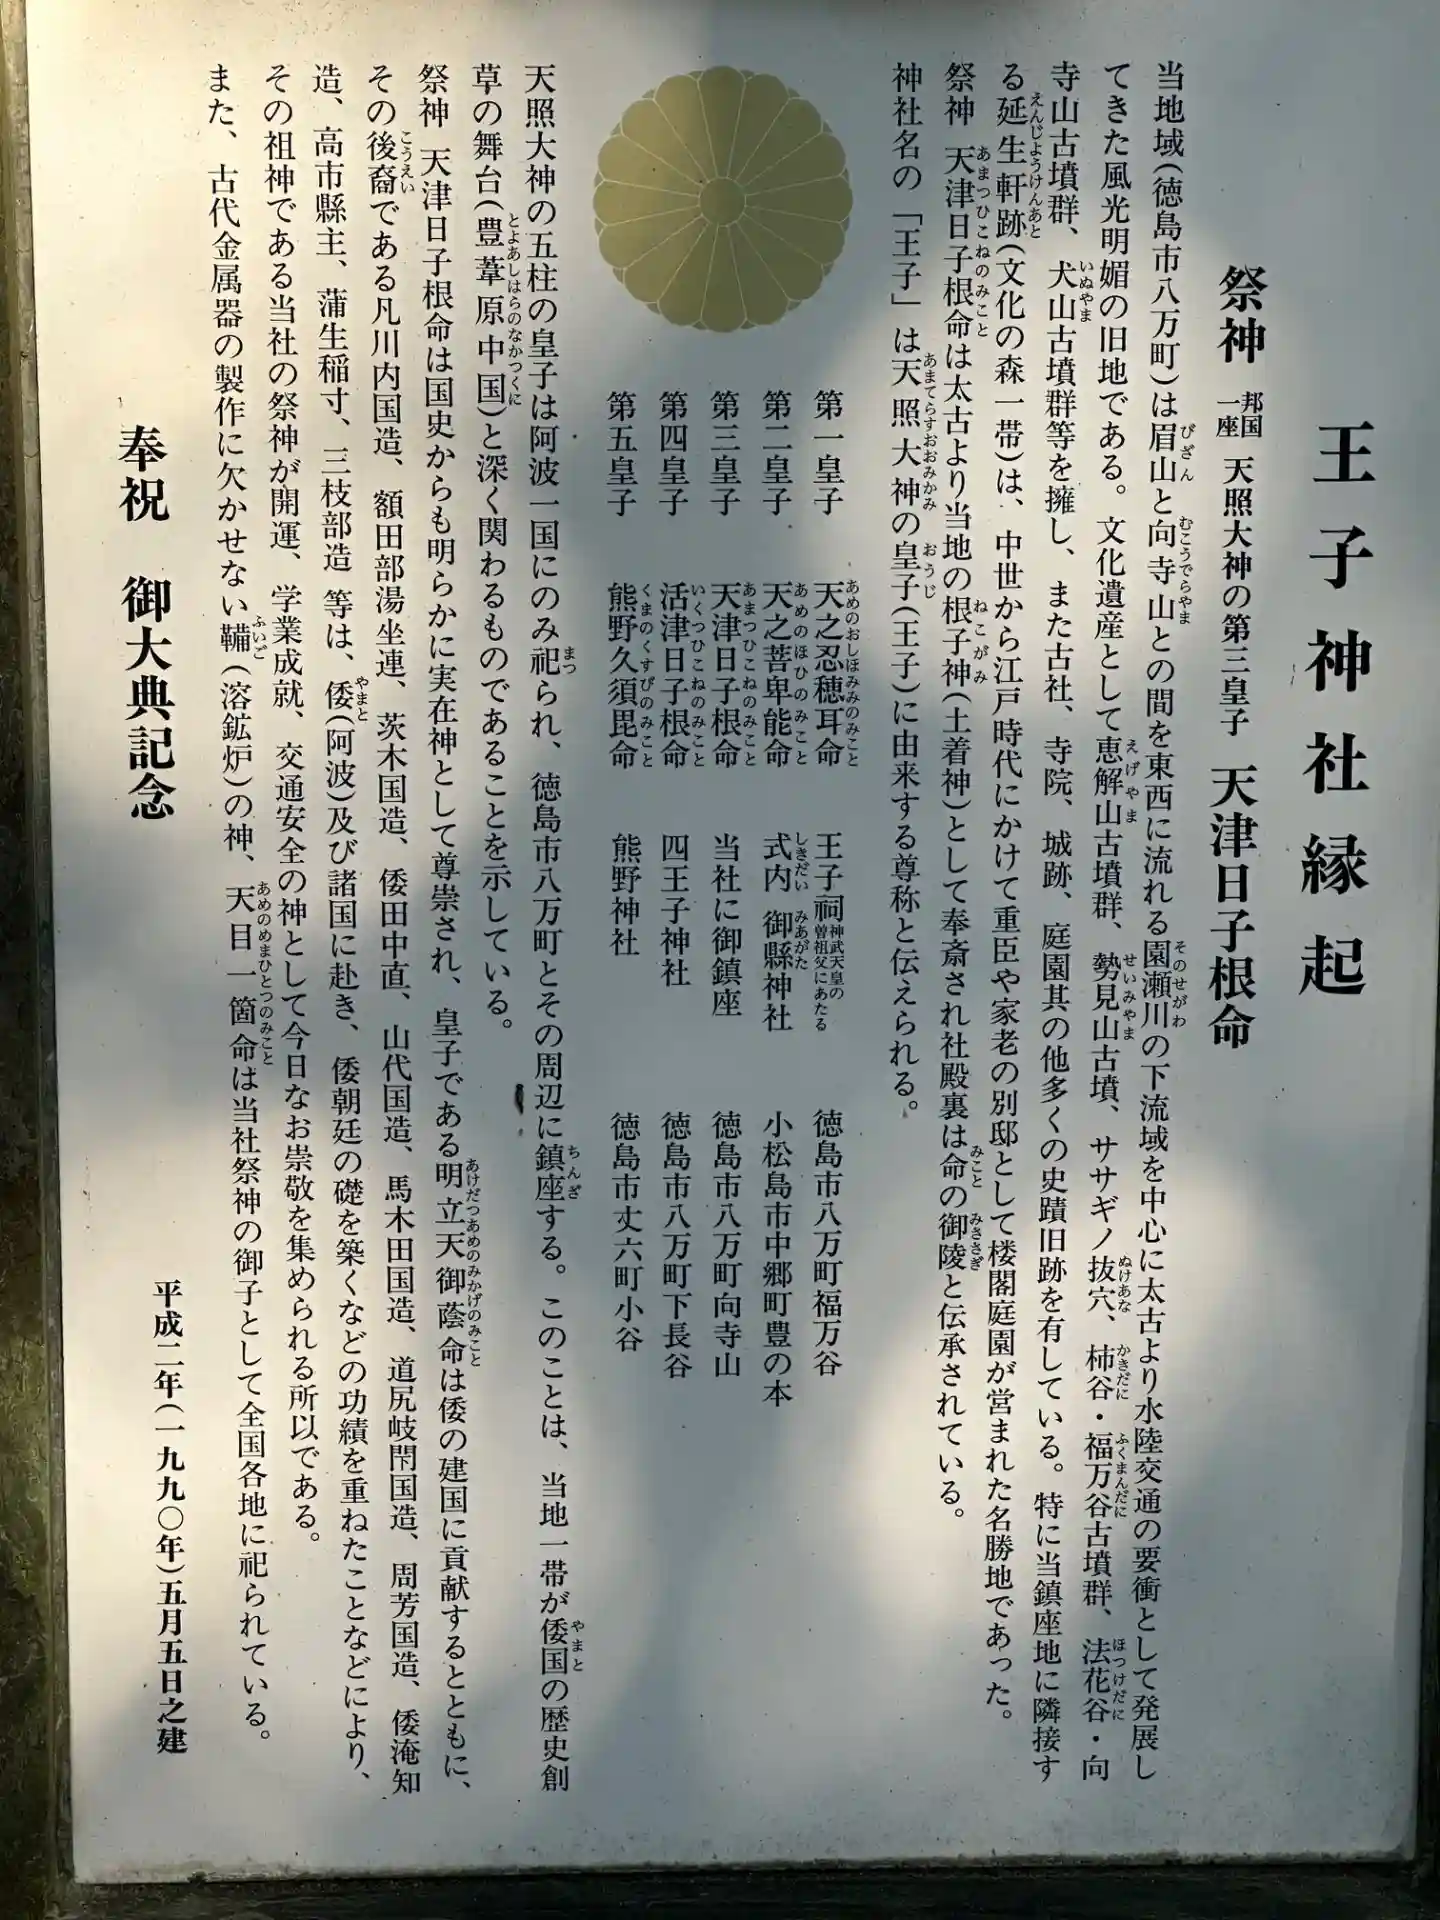 王子神社縁起
祭神 邦国一座 天照大神の第三皇子 天津日子根命
当地域(徳島市八万町)は眉山と向寺山との間を東西に流れる園瀬川の下流域を中心に太古より水陸交通の要衝として発展し
てきた風光明媚の旧地である。文化遺産として恵解山古墳群、勢見山古墳、ササギノ抜穴、柿谷・福万谷古墳群、法花谷・向
寺山古墳群、犬山古墳群等を擁し、また古社、寺院、城跡、庭園其の他多くの史蹟旧跡を有している。特に当鎮座地に隣接す
る延生軒跡(文化の森一帯)は、中世から江戸時代にかけて重臣や家老の別邸として楼閣庭園が営まれた名勝地であった。
祭神 天津日子根命は太古より当地の根子神(土着神)として奉斎され社殿裏は命の御陵と伝承されている。
神社名の「王子」は天照大神の皇子(王子)に由来する尊称と伝えられる。
第一皇子 天之忍穂耳命 王子祠 神武天皇の曽祖父にあたる 徳島市八万町福万谷
第二皇子 天之菩卑能命 式内 御縣神社 小松島市中郷町豊の本
第三皇子 天津日子根命 当社に御鎮座 徳島市八万町向寺山
第四皇子 活津日子根命 四王子神社 徳島市八万町下長谷
第五皇子 熊野久須毘命 熊野神社 徳島市丈六町小谷
天照大神の五柱の皇子は阿波一国にのみ祀られ、徳島市八万町とその周辺に鎮座する。このことは、当地一帯が倭国の歴史創
草の舞台(豊葦原中国)と深く関わるものであることを示している。
祭神 天津日子根命は国史からも明らかに実在神として尊崇され、皇子である明立天御蔭命は倭の建国に貢献するとともに、
その後裔である凡川内国造、額田部湯坐連、茨木国造、倭田中直、山代国造、馬木田国造、道尻岐閇国造、周芳国造、倭淹知
造、高市縣主、蒲生稲寸、三枝部造 等は、倭(阿波)及び諸国に赴き、倭朝廷の礎を築くなどの功績を重ねたことなどにより、
その祖神である当社の祭神が開運、学業成就、交通安全の神として今日なお崇敬を集められる所以である。
また、古代金属器の製作に欠かせない鞴(溶鉱炉)の神、天目一箇命は当社祭神の御子として全国各地に祀られている。
奉祝 御大典記念
平成二年(一九九〇年)五月五日之建